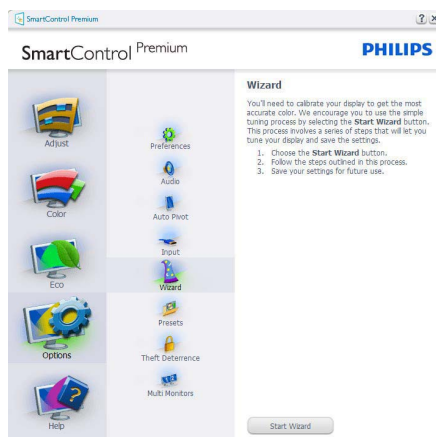 SmartControl Premium
SmartControl Premium
PHILIPS
Adjust
Color
Eco
Options
Help
Preferences
Audio
Auto Pivot
Input
Wizard
Presets
Theft Deterrence
Multi Monitors
Wizard
You'll need to calibrate your display to get the most
accurate color. We encourage you to use the simple
tuning process by selecting the Start Wizard button.
This process involves a series of steps that will let you
tune your display and save the settings.
1. Choose the Start Wizard button.
2. Follow the steps outlined in this process.
3. Save your settings for future use.
Start Wizard